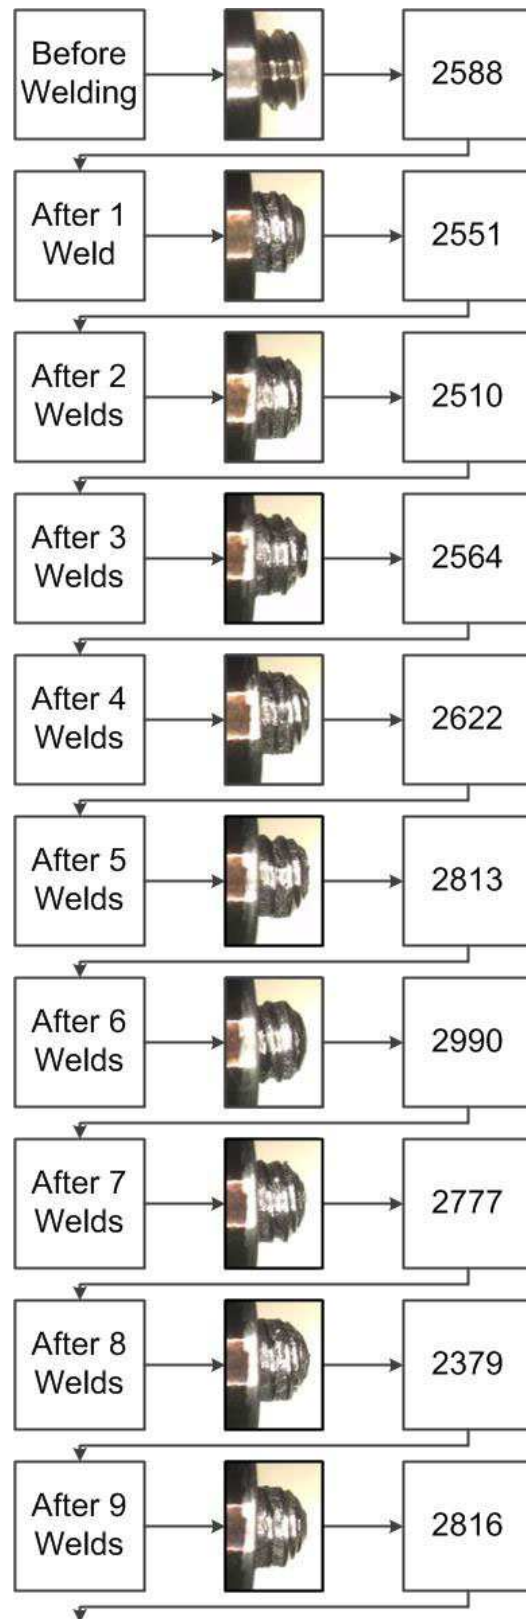 Before
Welding
2588
After 1
Weld
2551
After 2
Welds
2510
After 3
Welds
2564
After 4
Welds
2622
After 5
Welds
2813
After 6
Welds
2990
After 7
Welds
2777
After 8
Welds
2379
After 9
Welds
2816